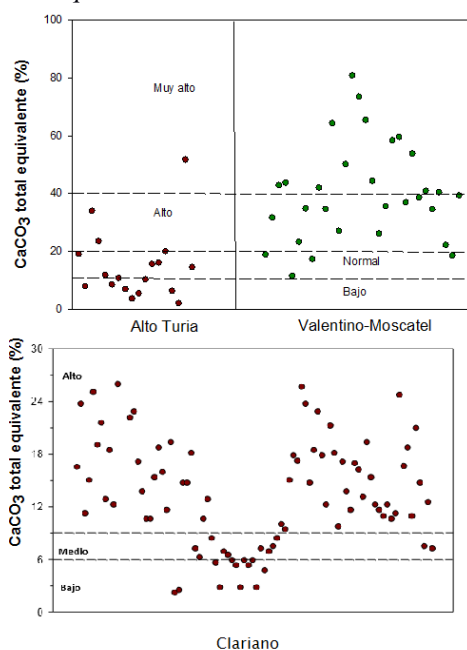 100
80
60
40
20
0
CaCO3 total equivalente (%)
Muy alto
Alto
Normal
Bajo
Alto Turia
Valentino-Moscatel
30
24
18
12
6
0
CaCO3 total equivalente (%)
Alto
Medio
Bajo
Clariano